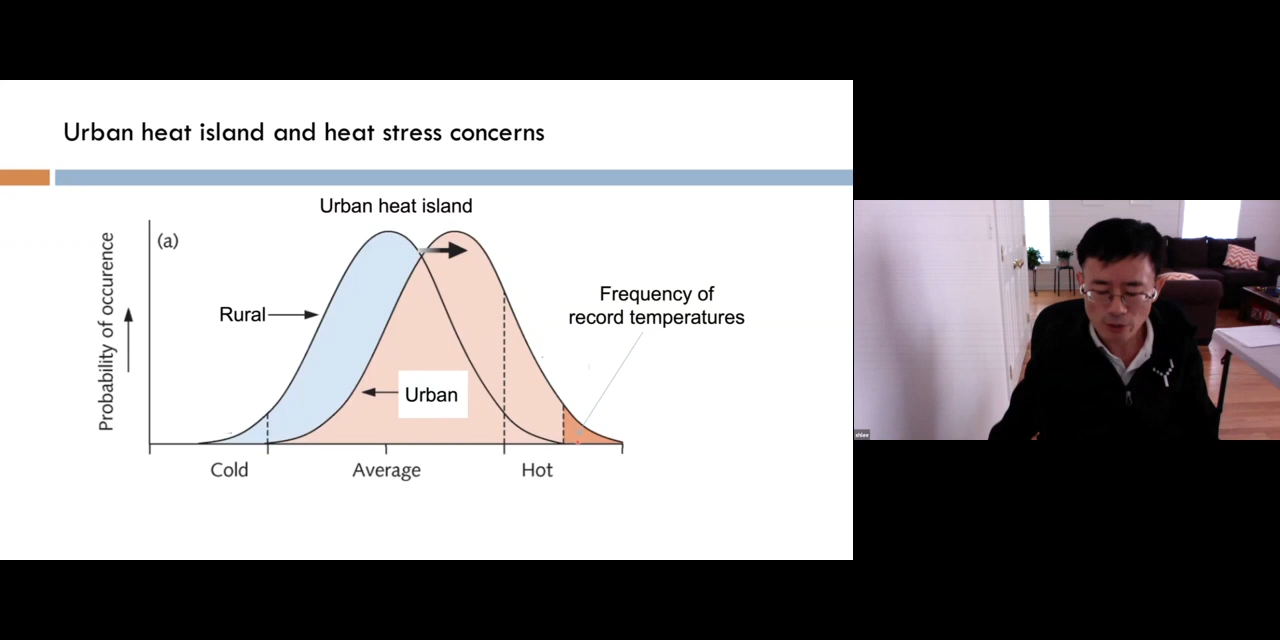 Urban heat island and heat stress concerns
Urban heat island
(a)
Probability of occurence
Rural
Urban
Frequency of
record temperatures
Cold
Average
Hot